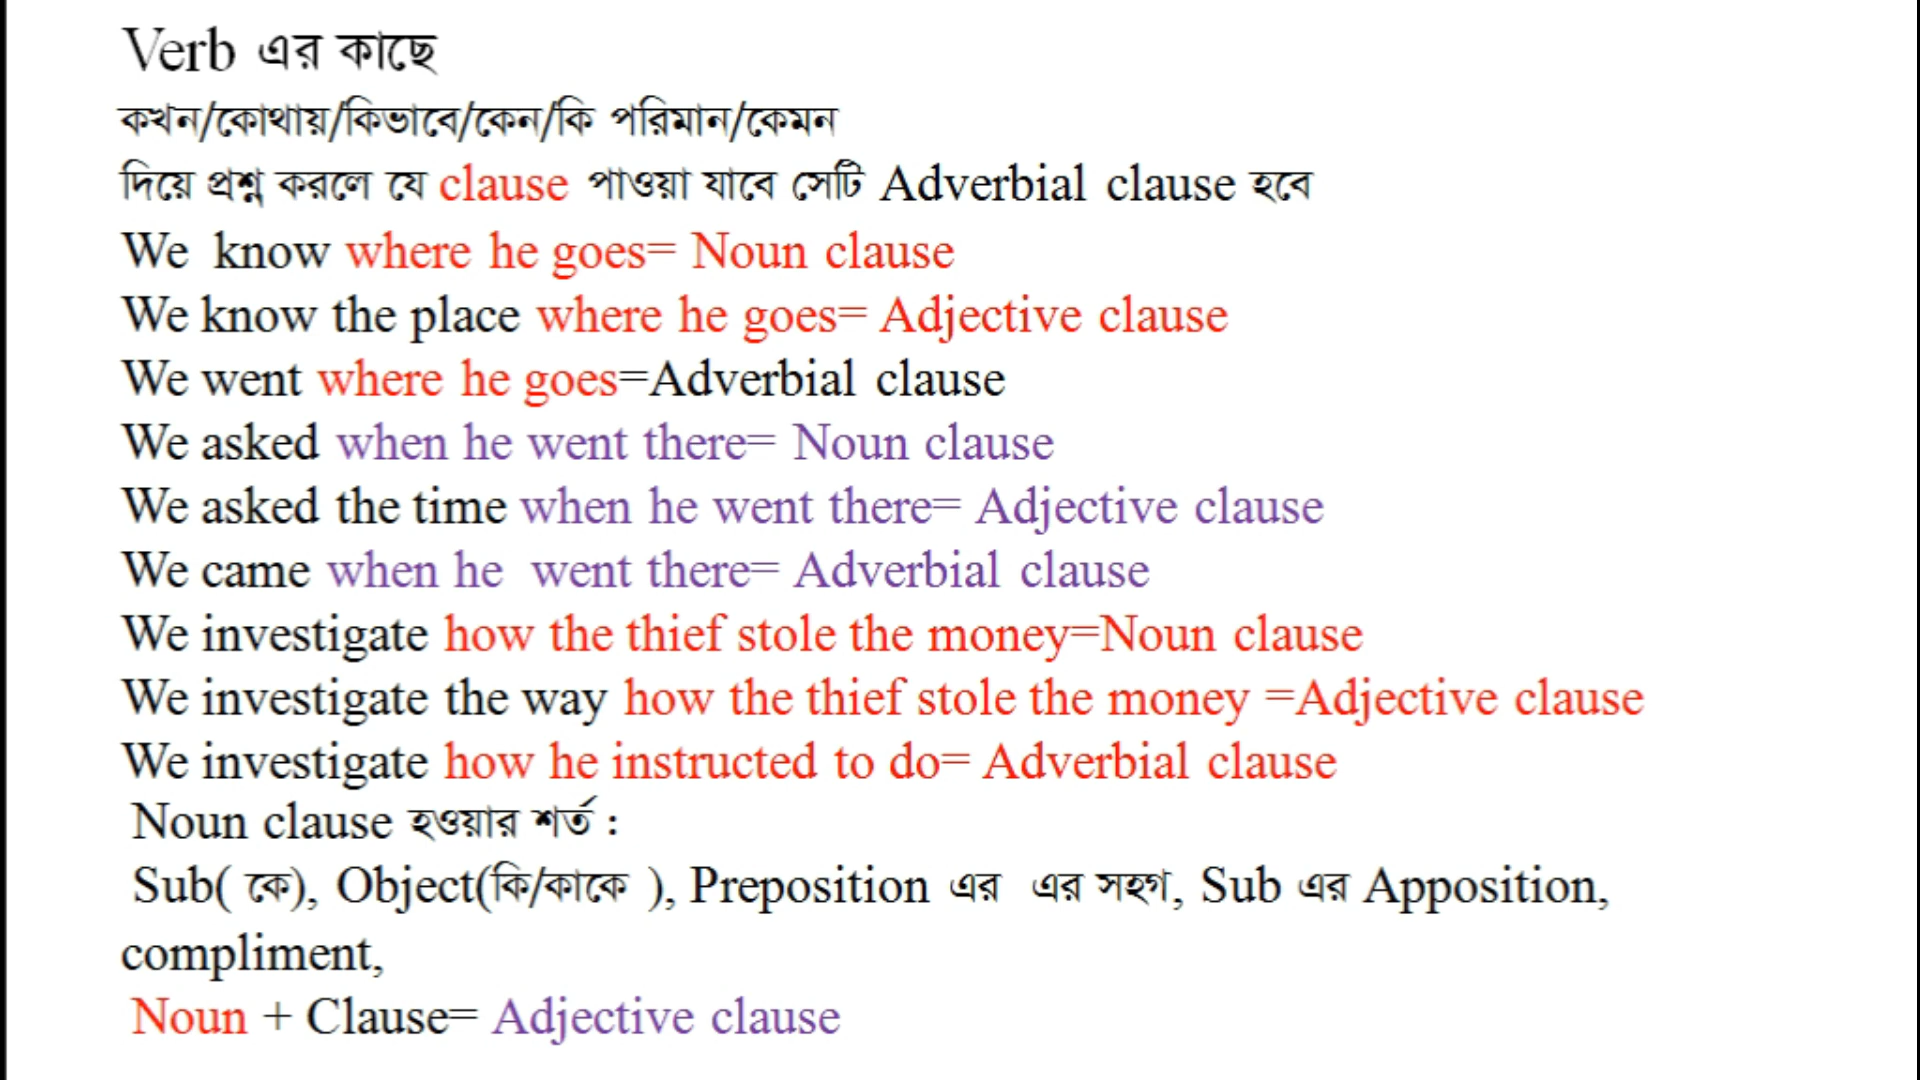 Verb এর কাছে
কখন/কোথায়/কিভাবে/কেন/কি পরিমান/কেমন
দিয়ে প্রশ্ন করলে যে clause পাওয়া যাবে সেটি Adverbial clause হবে
We know where he goes= Noun clause
We know the place where he goes= Adjective clause
We went where he goes=Adverbial clause
We asked when he went there= Noun clause
We asked the time when he went there= Adjective clause
We came when he went there= Adverbial clause
We investigate how the thief stole the money=Noun clause
We investigate the way how the thief stole the money =Adjective clause
We investigate how he instructed to do= Adverbial clause
Noun clause হওয়ার শর্ত :
Sub( কে), Object(কি/কাকে ), Preposition এর এর সহগ, Sub এর Apposition,
compliment,
Noun + Clause= Adjective clause